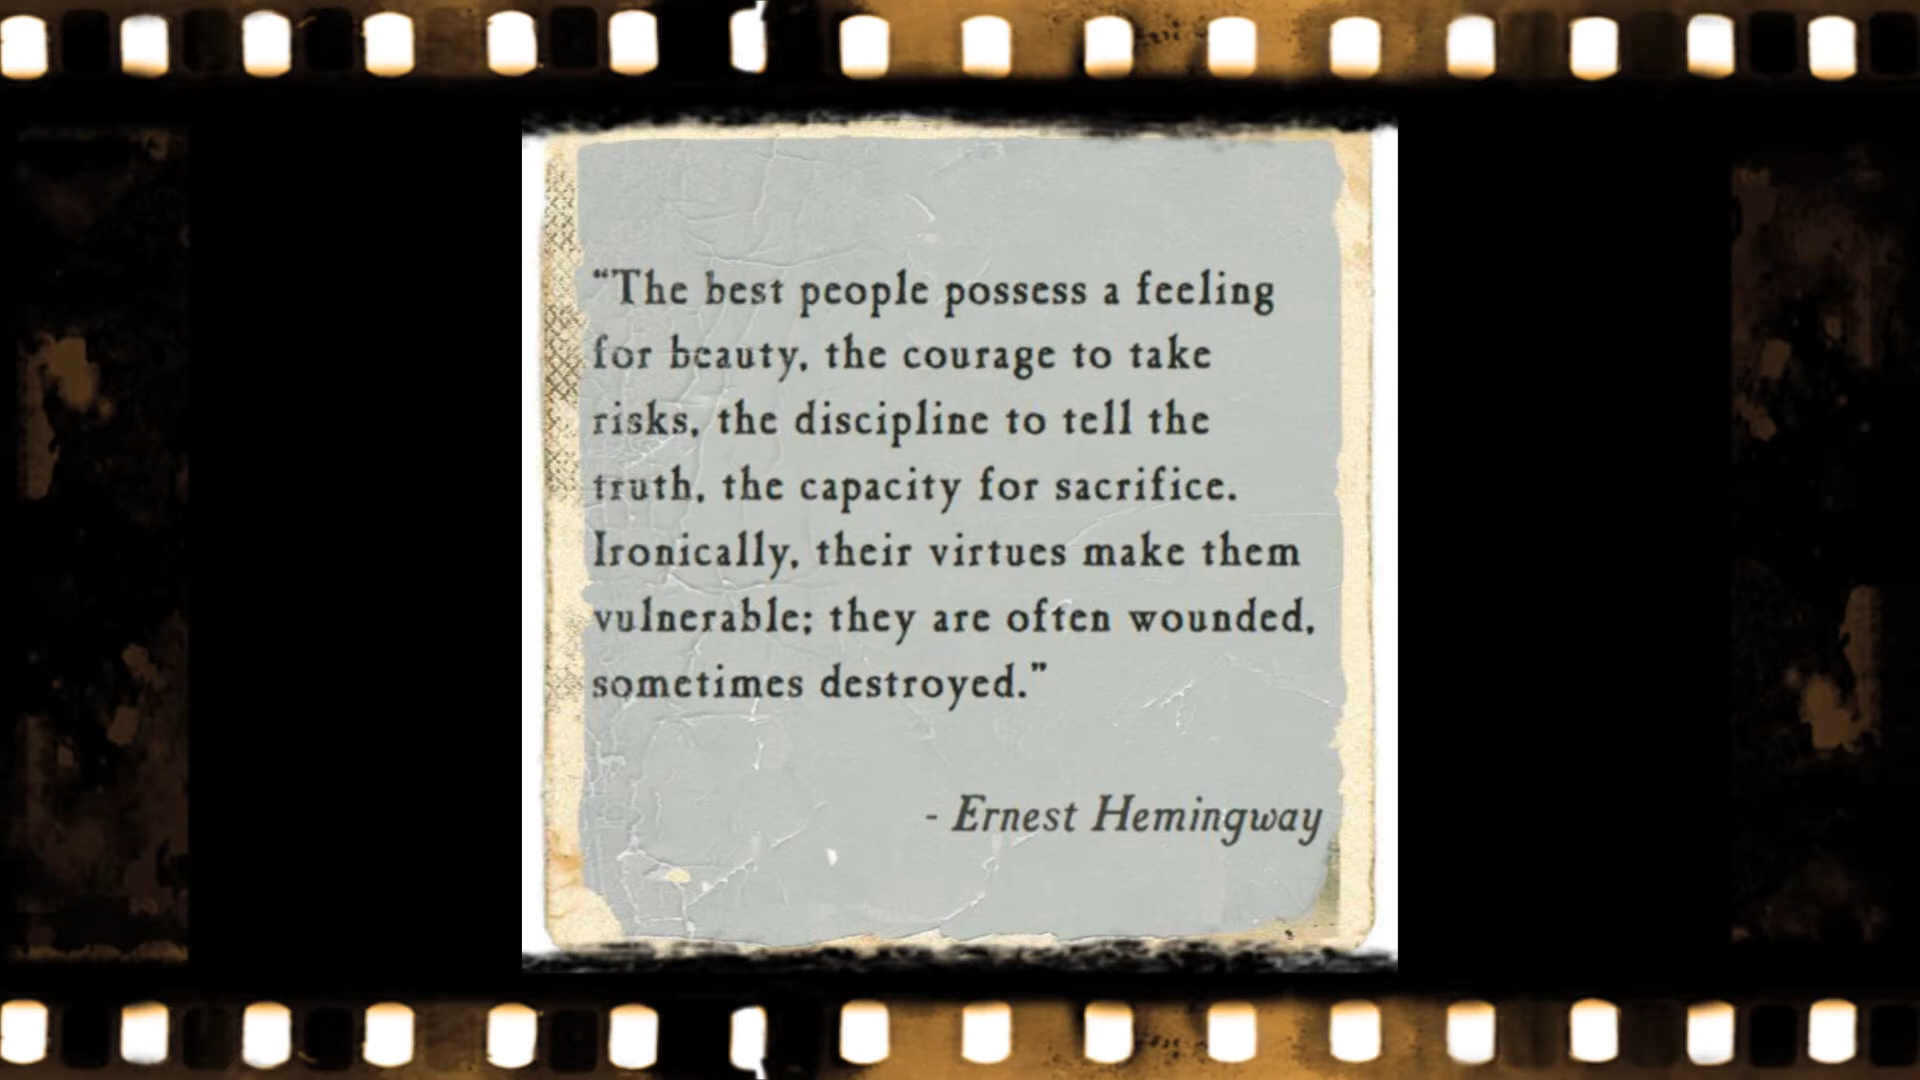 “The best people possess a feeling
for beauty, the courage to take
risks, the discipline to tell the
truth, the capacity for sacrifice.
Ironically, their virtues make them
vulnerable; they are often wounded,
sometimes destroyed.”
- Ernest Hemingway